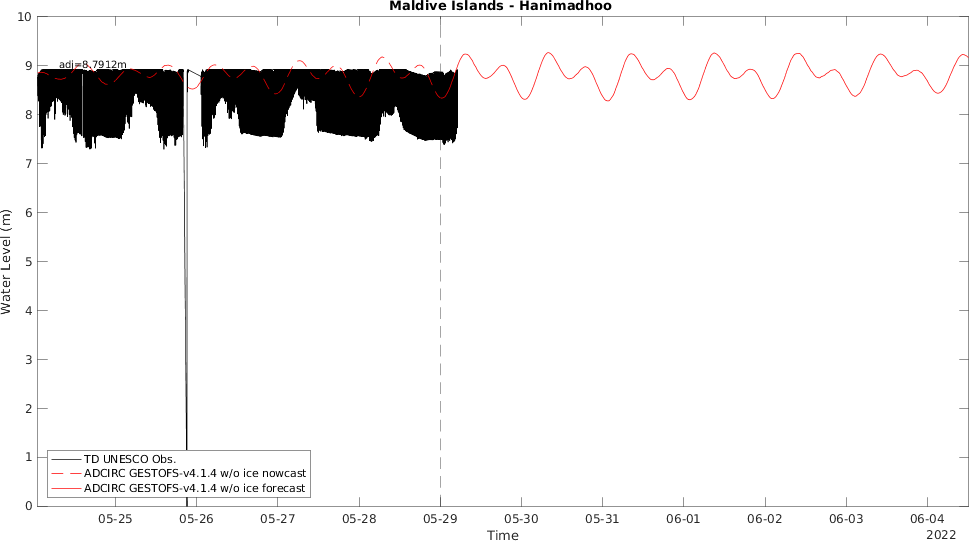 Maldive Islands - Hanimadhoo
Water Level (m)
10
9
8
7
6
5
4
3
2
1
0
adj=8.7912m
TD UNESCO Obs.
ADCIRC GESTOFS-v4.1.4 w/o ice nowcast
ADCIRC GESTOFS-v4.1.4 w/o ice forecast
05-25 05-26 05-27 05-28 05-29 05-30 05-31 06-01 06-02 06-03 06-04
Time
2022